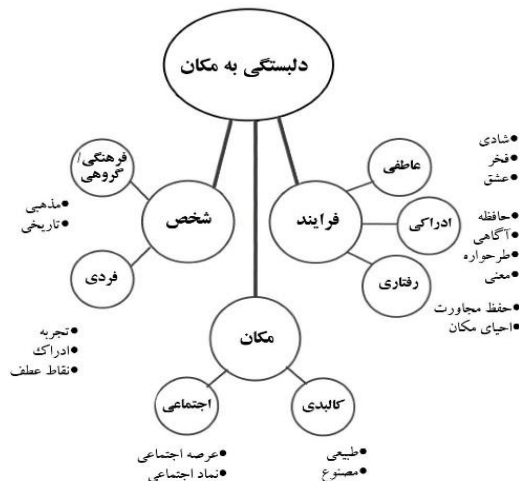 دلبستگی به مکان
شخص
فرهنگی/
گروهی
●مذهبی
●تاریخی
فردی
●تجربه
●ادراک
●نقاط عطف
فرایند
عاطفی
●شادی
●فخر
●عشق
ادراکی
●حافظه
●آگاهی
●طرحواره
●معنی
رفتاری
●حفظ مجاورت
●احیای مکان
مکان
اجتماعی
●عرصه اجتماعی
●نماد اجتماعی
کالبدی
●طبیعی
●مصنوع